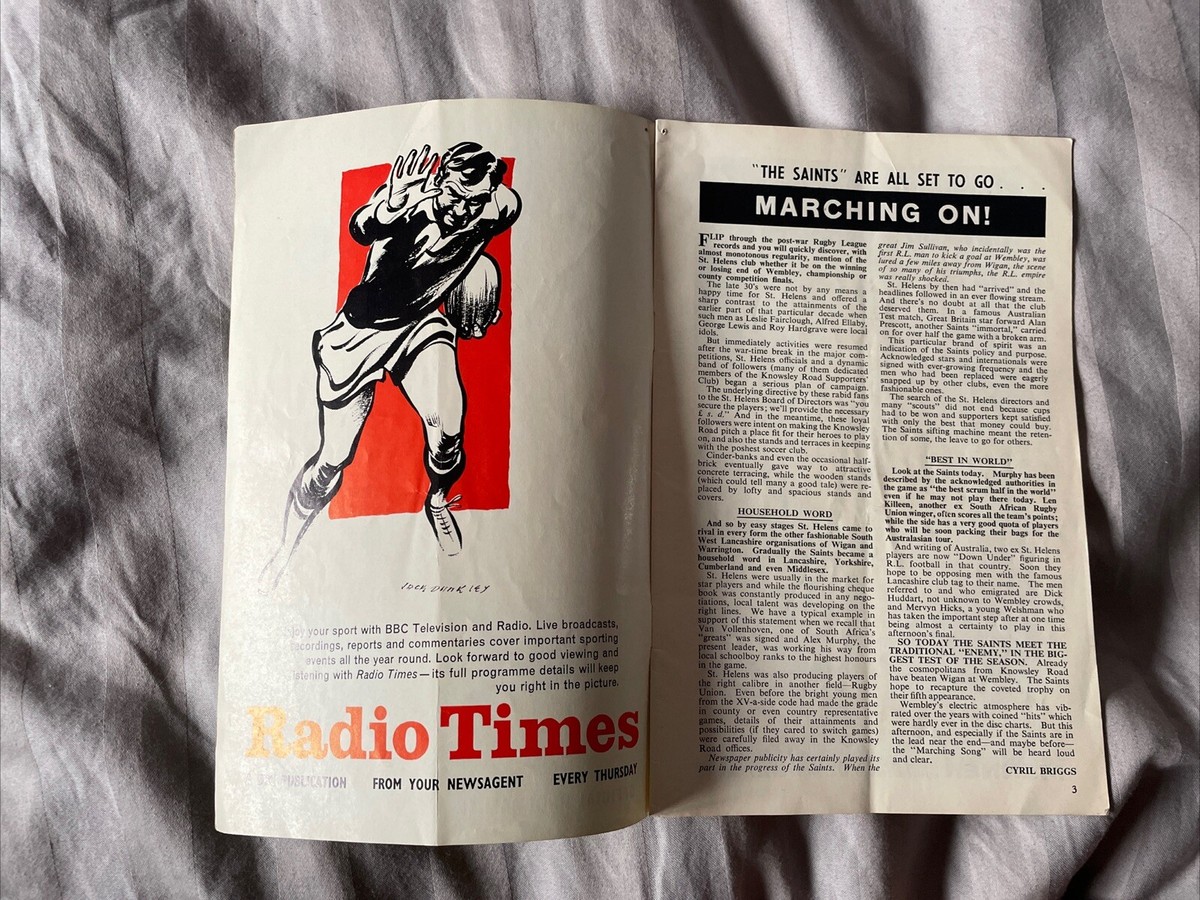 JACK DUNKLEY
your sport with BBC Television and Radio. Live broadcasts,
recordings, reports and commentaries cover important sporting
events all the year round. Look forward to good viewing and
listening with Radio Times—its full programme details will keep
you right in the picture.
Radio Times
PUBLICATION FROM YOUR NEWSAGENT EVERY THURSDAY
"THE SAINTS" ARE ALL SET TO GO . . .
MARCHING ON!
FLIP through the post-war Rugby League
records and you will quickly discover, with
almost monotonous regularity, mention of the
St. Helens club whether it be on the winning
or losing end of Wembley, championship or
county competition finals.
The late 30's were not by any means a
happy time for St. Helens and offered a
sharp contrast to the attainments of the
earlier part of that particular decade when
such men as Leslie Fairclough, Alfred Ellaby,
George Lewis and Roy Hardgrave were local
idols.
But immediately activities were resumed
after the war-time break in the major com-
petitions, St. Helens officials and a dynamic
band of followers (many of them dedicated
members of the Knowsley Road Supporters'
Club) began a serious plan of campaign.
The underlying directive by these rabid fans
to the St. Helens Board of Directors was "you
secure the players; we'll provide the necessary
£ s. d." And in the meantime, these loyal
followers were intent on making the Knowsley
Road pitch a place fit for their heroes to play
on, and also the stands and terraces in keeping
with the poshest soccer club.
Cinder-banks and even the occasional half-
brick eventually gave way to attractive
concrete terracing, while the wooden stands
(which could tell many a good tale) were re-
placed by lofty and spacious stands and
covers.
HOUSEHOLD WORD
And so by easy stages St. Helens came to
rival in every form the other fashionable South
West Lancashire organisations of Wigan and
Warrington. Gradually the Saints became a
household word in Lancashire, Yorkshire,
Cumberland and even Middlesex.
St. Helens were usually in the market for
star players and while the flourishing cheque
book was constantly produced in any nego-
tiations, local talent was developing on the
right lines. We have a typical example in
support of this statement when we recall that
Van Vollenhoven, one of South Africa's
"greats" was signed and Alex Murphy, the
present leader, was working his way from
local schoolboy ranks to the highest honours
in the game.
St. Helens was also producing players of
the right calibre in another field—Rugby
Union. Even before the bright young men
from the XV-a-side code had made the grade
in county or even country representative
games, details of their attainments and
possibilities (if they cared to switch games)
were carefully filed away in the Knowsley
Road offices.
Newspaper publicity has certainly played its
part in the progress of the Saints. When the
great Jim Sullivan, who incidentally was the
first R.L. man to kick a goal at Wembley, was
lured a few miles away from Wigan, the scene
of so many of his triumphs, the R.L. empire
was really shocked.
St. Helens by then had "arrived" and the
headlines followed in an ever flowing stream.
And there's no doubt at all that the club
deserved them. In a famous Australian
Test match, Great Britain star forward Alan
Prescott, another Saints "immortal," carried
on for over half the game with a broken arm.
This particular brand of spirit was an
indication of the Saints policy and purpose.
Acknowledged stars and internationals were
signed with ever-growing frequency and the
men who had been replaced were eagerly
snapped up by other clubs, even the more
fashionable ones.
The search of the St. Helens directors and
many "scouts" did not end because cups
had to be won and supporters kept satisfied
with only the best that money could buy.
The Saints sifting machine meant the reten-
tion of some, the leave to go for others.
"BEST IN WORLD"
Look at the Saints today. Murphy has been
described by the acknowledged authorities in
the game as "the best scrum half in the world"
even if he may not play there today. Len
Killeen, another ex South African Rugby
Union winger, often scores all the team's points;
while the side has a very good quota of players
who will be soon packing their bags for the
Australasian tour.
And writing of Australia, two ex St. Helens
players are now "Down Under" figuring in
R.L. football in that country. Soon they
hope to be opposing men with the famous
Lancashire club tag to their name. The men
referred to and who emigrated are Dick
Huddart, not unknown to Wembley crowds,
and Mervyn Hicks, a young Welshman who
has taken the important step after at one time
being almost a certainty to play in this
afternoon's final.
SO TODAY THE SAINTS MEET THE
TRADITIONAL "ENEMY," IN THE BIG-
GEST TEST OF THE SEASON. Already
the cosmopolitans from Knowsley Road
have beaten Wigan at Wembley. The Saints
hope to recapture the coveted trophy on
their fifth appearance.
Wembley's electric atmosphere has vib-
rated over the years with coined "hits" which
were hardly ever in the disc charts. But this
afternoon, and especially if the Saints are in
the lead near the end—and maybe before—
the "Marching Song" will be heard loud
and clear.
CYRIL BRIGGS
3